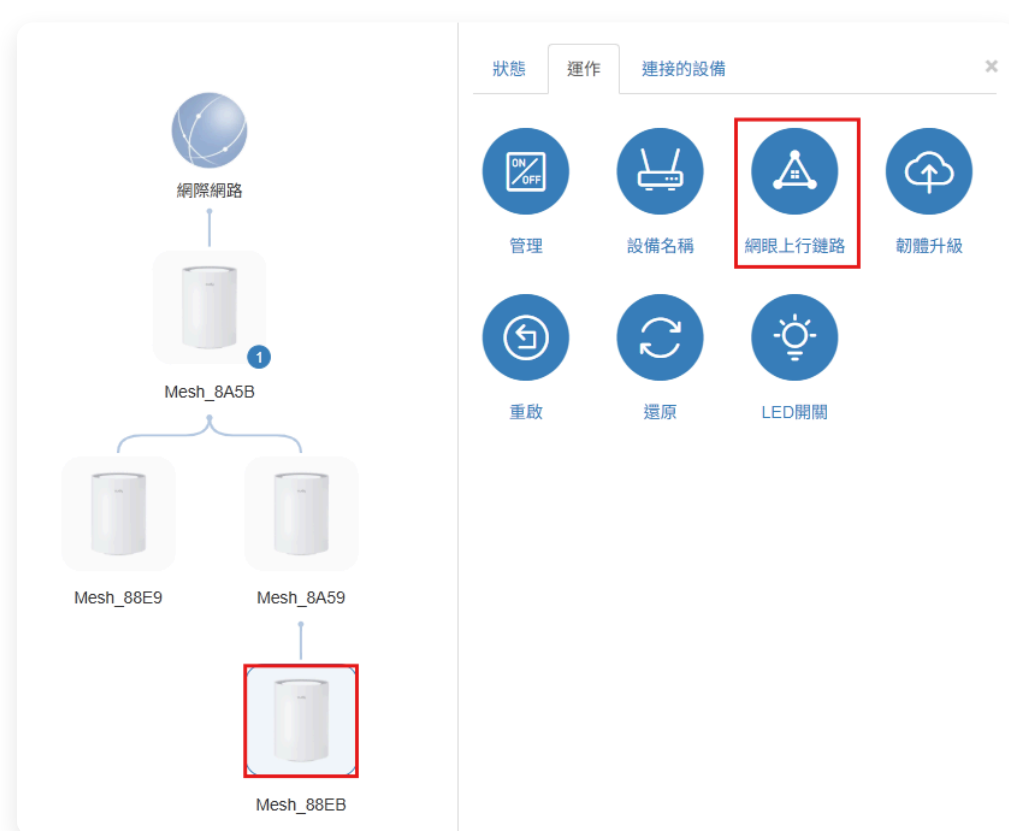 網際網路
1
Mesh_8A5B
Mesh_88E9
Mesh_8A59
Mesh_88EB
狀態
運作
連接的設備
×
ON
OFF
管理
設備名稱
網眼上行鏈路
韌體升級
重啟
還原
LED開關